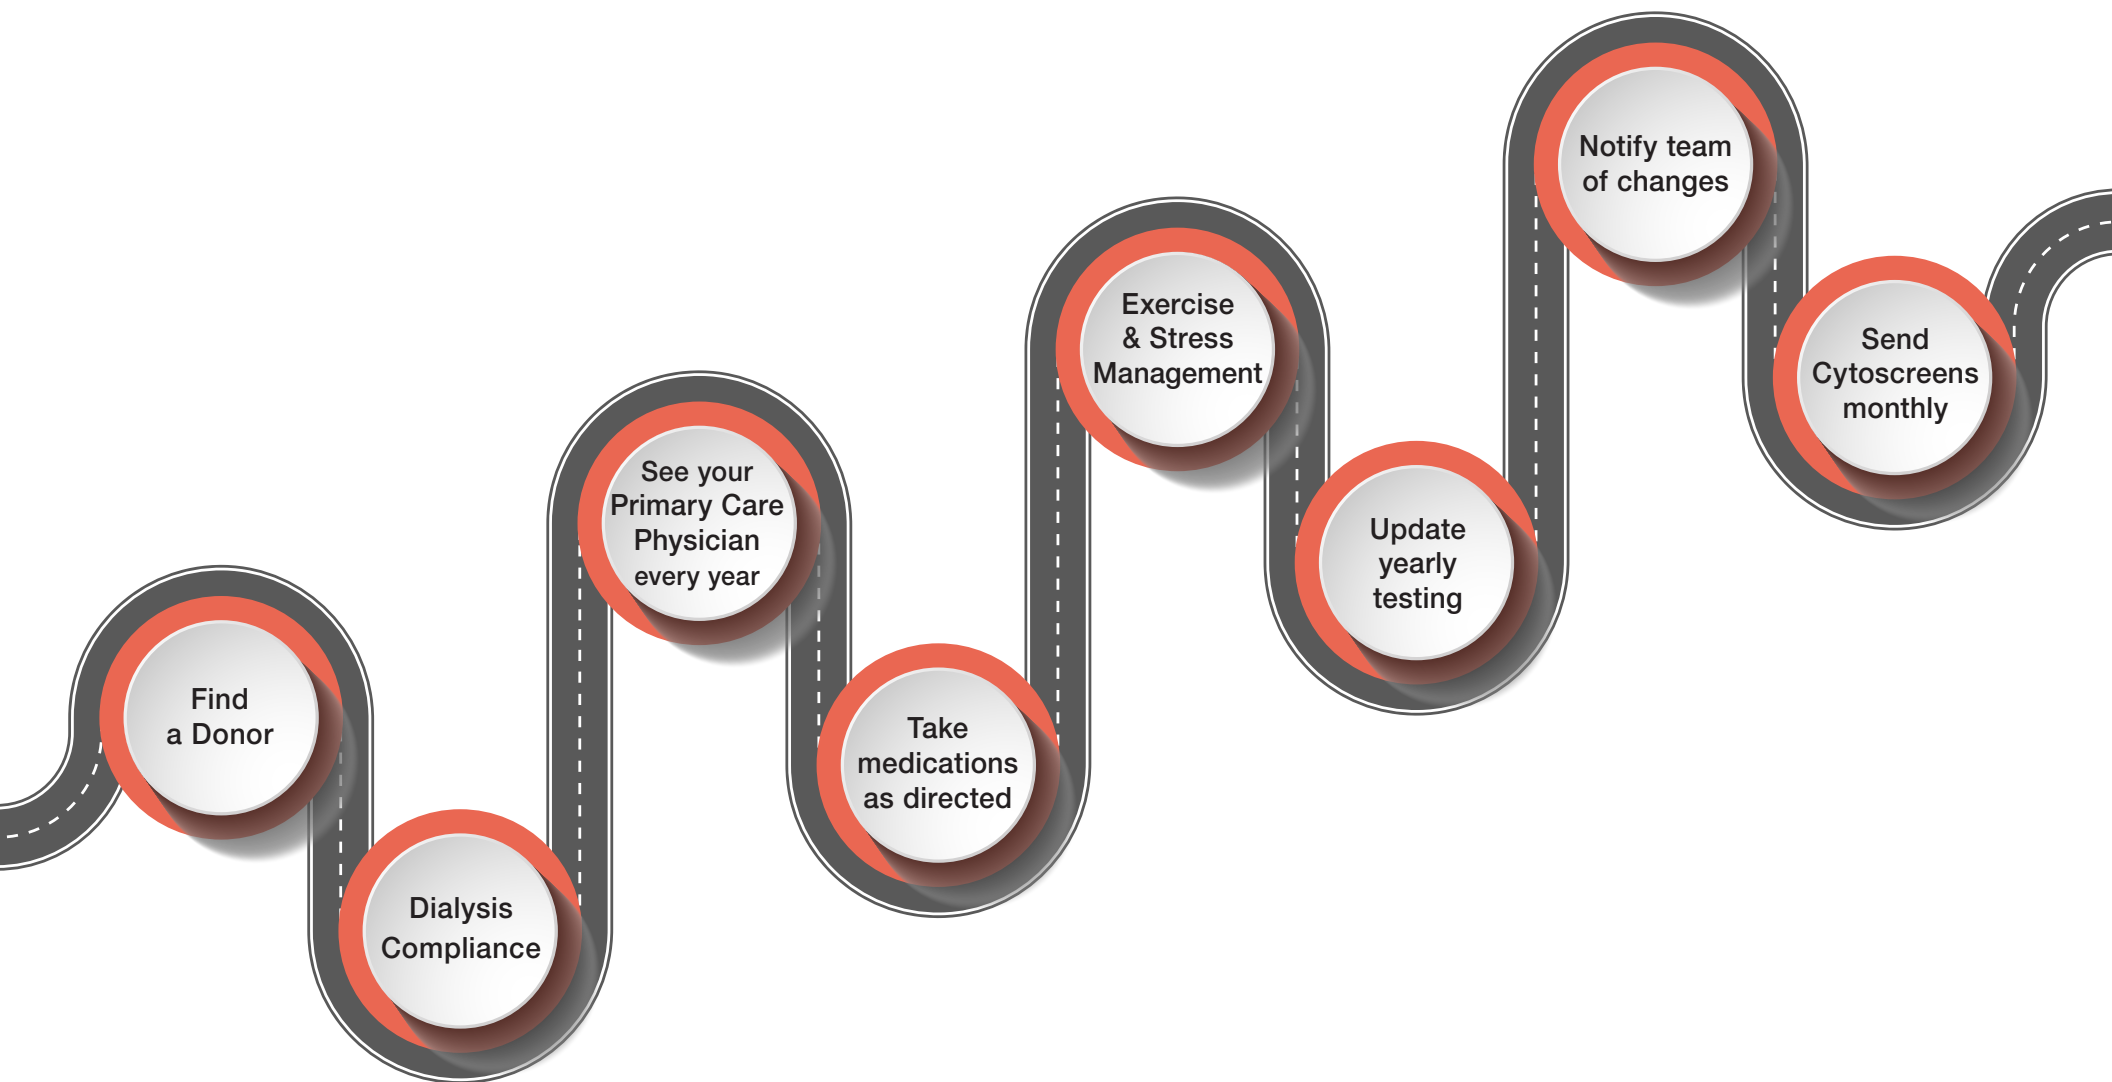 Find
a Donor
Dialysis
Compliance
See your
Primary Care
Physician
every year
Take
medications
as directed
Exercise
& Stress
Management
Update
yearly
testing
Notify team
of changes
Send
Cytoscreens
monthly